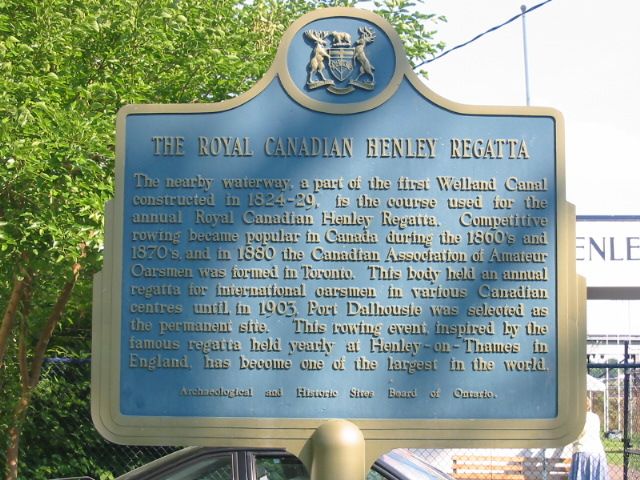 THE ROYAL CANADIAN HENLEY REGATTA
The nearby waterway, a part of the first Welland Canal
constructed in 1824-29, is the course used for the
annual Royal Canadian Henley Regatta. Competitive
rowing became popular in Canada during the 1860's and
1870's, and in 1880 the Canadian Association of Amateur
Oarsmen was formed in Toronto. This body held an annual
regatta for international oarsmen in various Canadian
centres until, in 1903, Port Dalhousie was selected as
the permanent site. This rowing event, inspired by the
famous regatta held yearly at Henley-on-Thames in
England, has become one of the largest in the world.
Archaeological and Historic Sites Board of Ontario.
ENLE